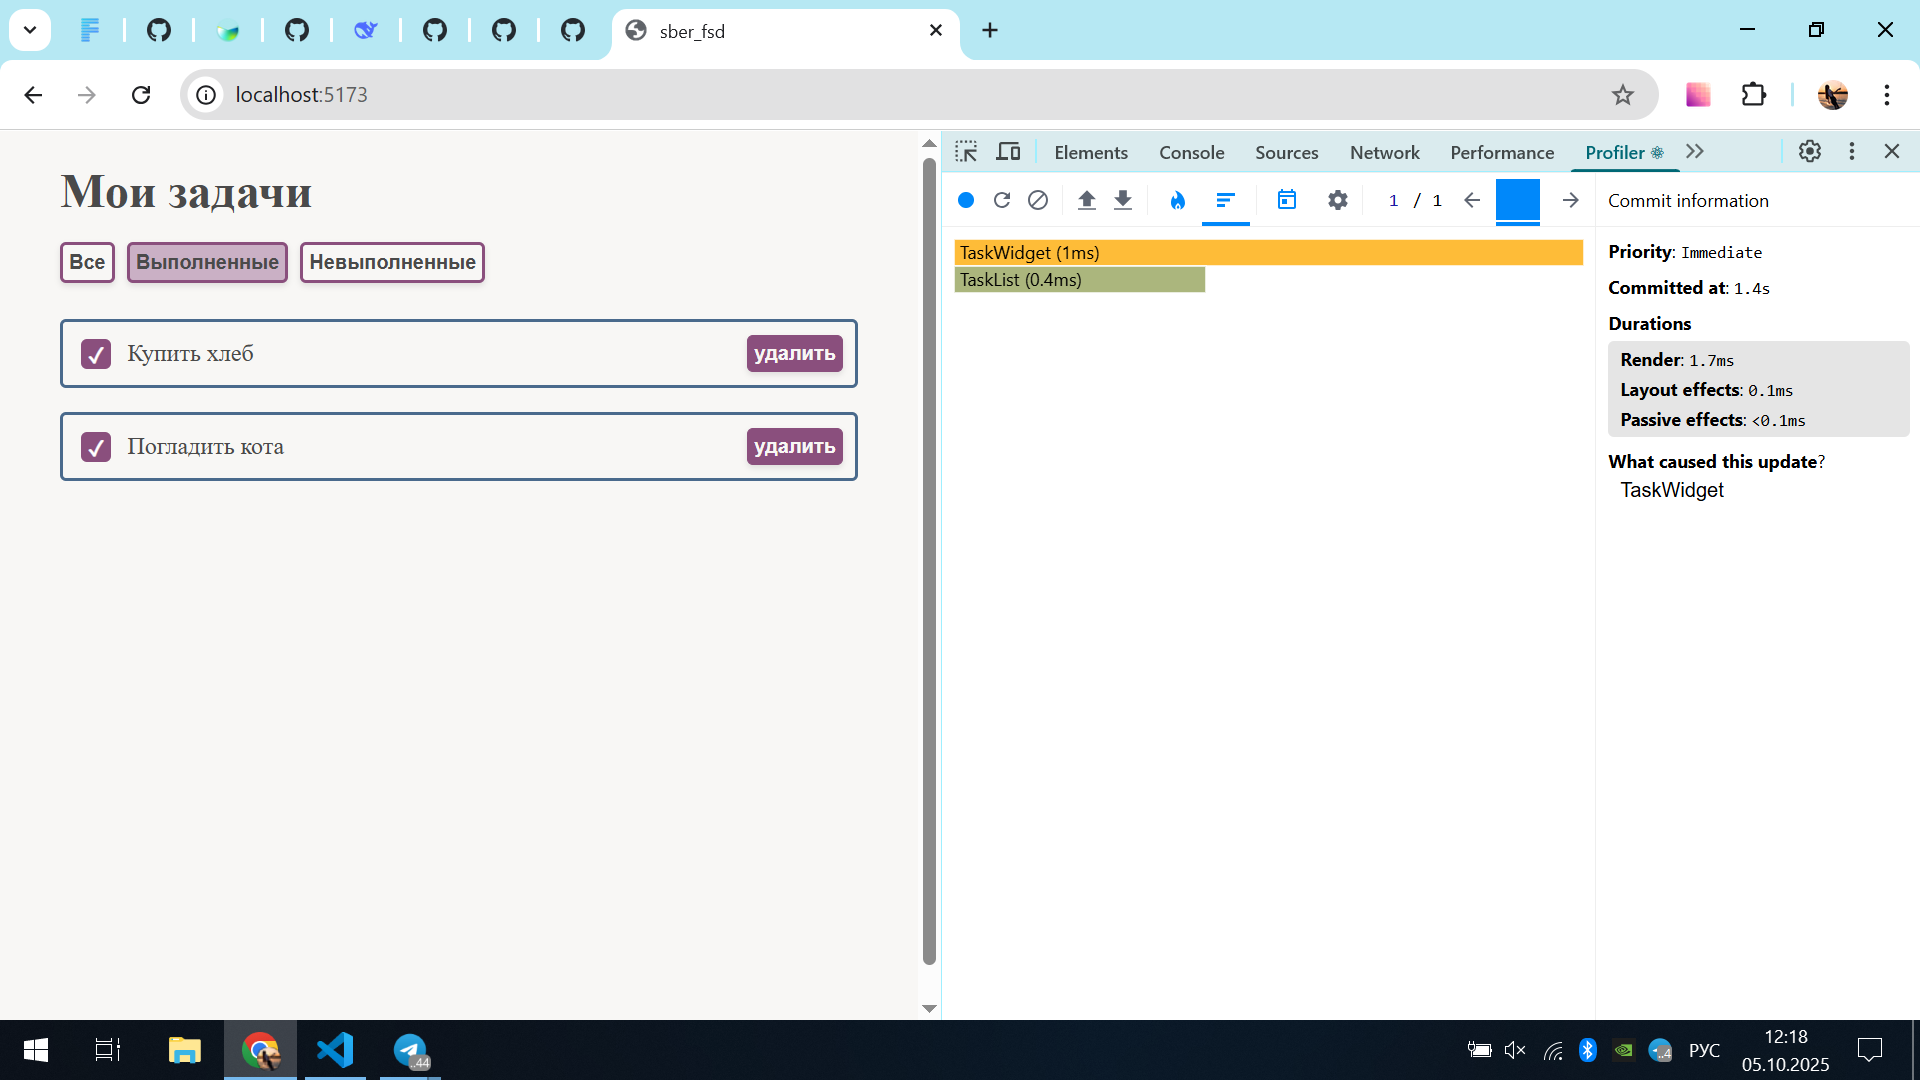 sber_fsd
localhost:5173
Мои задачи
Все Выполненные Невыполненные
Купить хлеб удалить
Погладить кота удалить
Elements Console Sources Network Performance Profiler
1 / 1
TaskWidget (1ms)
TaskList (0.4ms)
Commit information
Priority: Immediate
Committed at: 1.4s
Durations
Render: 1.7ms
Layout effects: 0.1ms
Passive effects: <0.1ms
What caused this update?
TaskWidget
.44
..4
РУС
12:18
05.10.2025